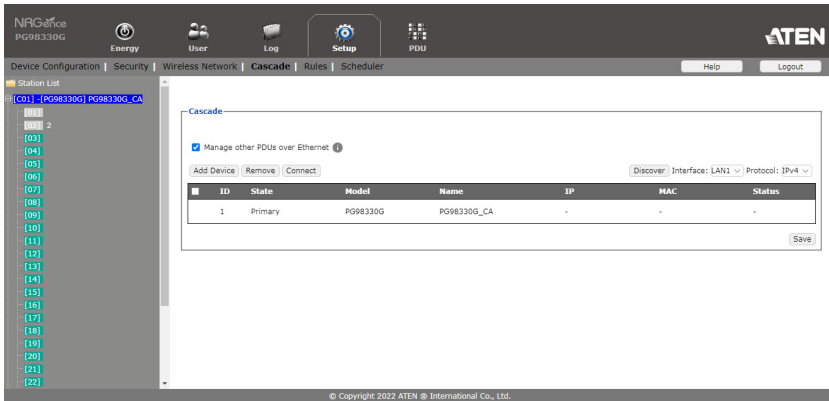 NRGence
PG98330G
Energy User Log Setup PDU
ATEN
Device Configuration | Security | Wireless Network | Cascade | Rules | Scheduler Help Logout
Station List
[C01] -[PG98330G] PG98330G_CA
[01]
[02] 2
[03]
[04]
[05]
[06]
[07]
[08]
[09]
[10]
[11]
[12]
[13]
[14]
[15]
[16]
[17]
[18]
[19]
[20]
[21]
[22]
Cascade
Manage other PDUs over Ethernet i
Add Device Remove Connect Discover Interface: LAN1 Protocol: IPv4
ID State Model Name IP MAC Status
1 Primary PG98330G PG98330G_CA - - -
Save
© Copyright 2022 ATEN ® International Co., Ltd.